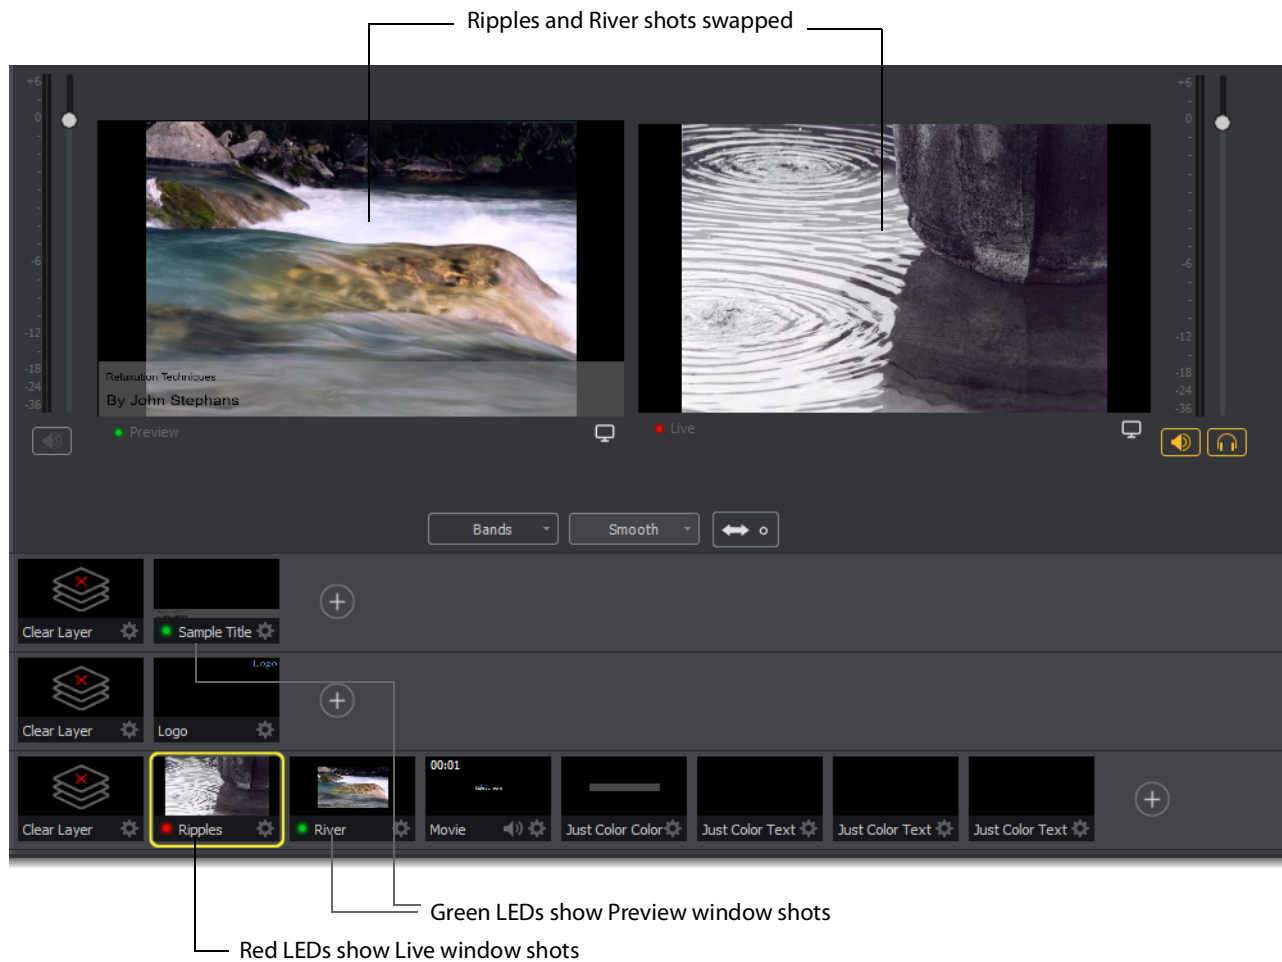 Ripples and River shots swapped
+6
0
-6
-12
-18
-24
-36
+6
0
-6
-12
-18
-24
-36
Relaxation Techniques
By John Stephans
Preview
Live
Bands
Smooth
Clear Layer
Sample Title
Logo
Clear Layer
Logo
00:01
Clear Layer
Ripples
River
Movie
Just Color Color
Just Color Text
Just Color Text
Just Color Text
Green LEDs show Preview window shots
Red LEDs show Live window shots